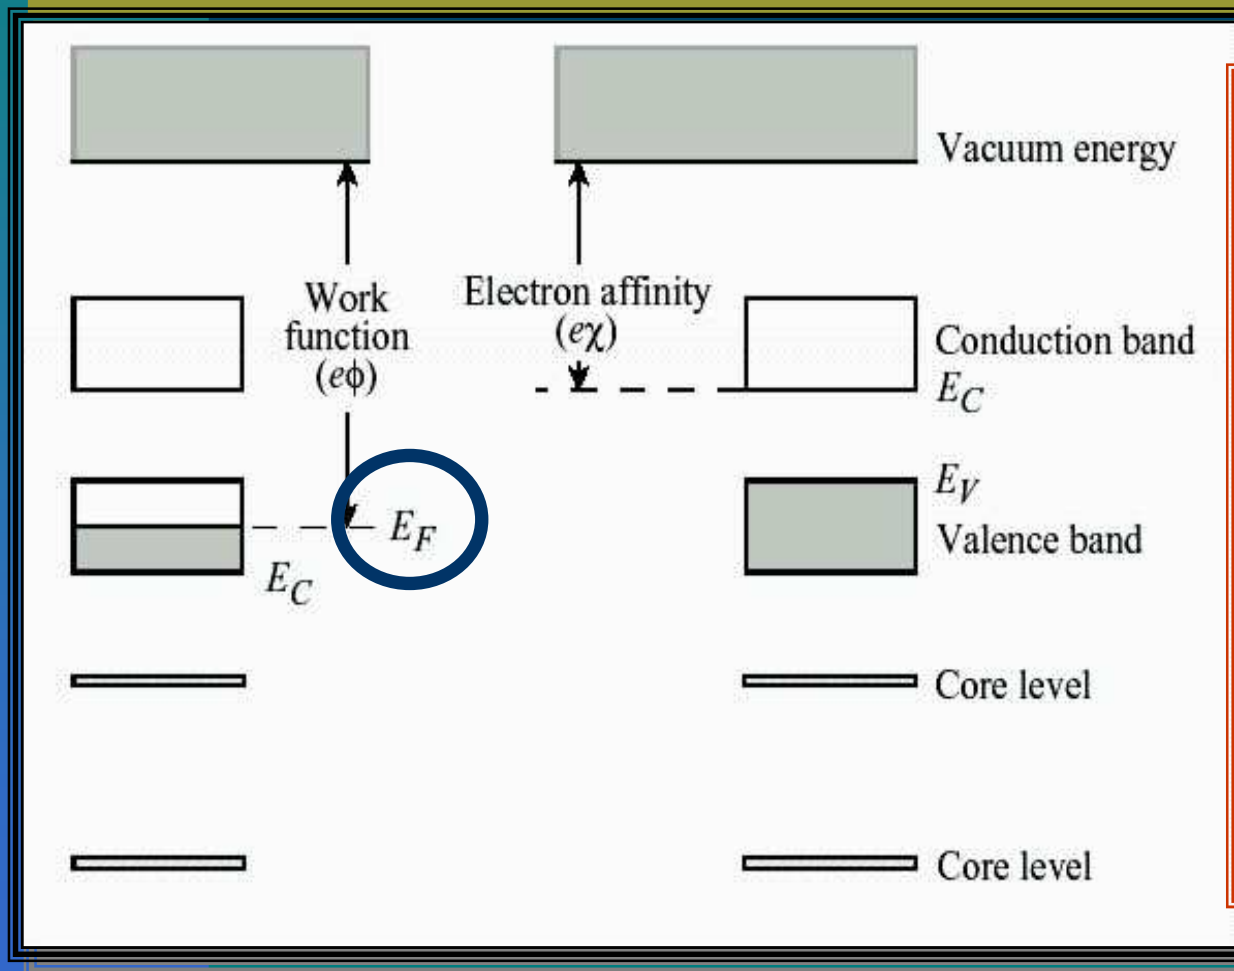 Vacuum energy
Work
function
(eϕ)
Electron affinity
(eχ)
Conduction band
E_C
E_F
E_C
E_V
Valence band
Core level
Core level